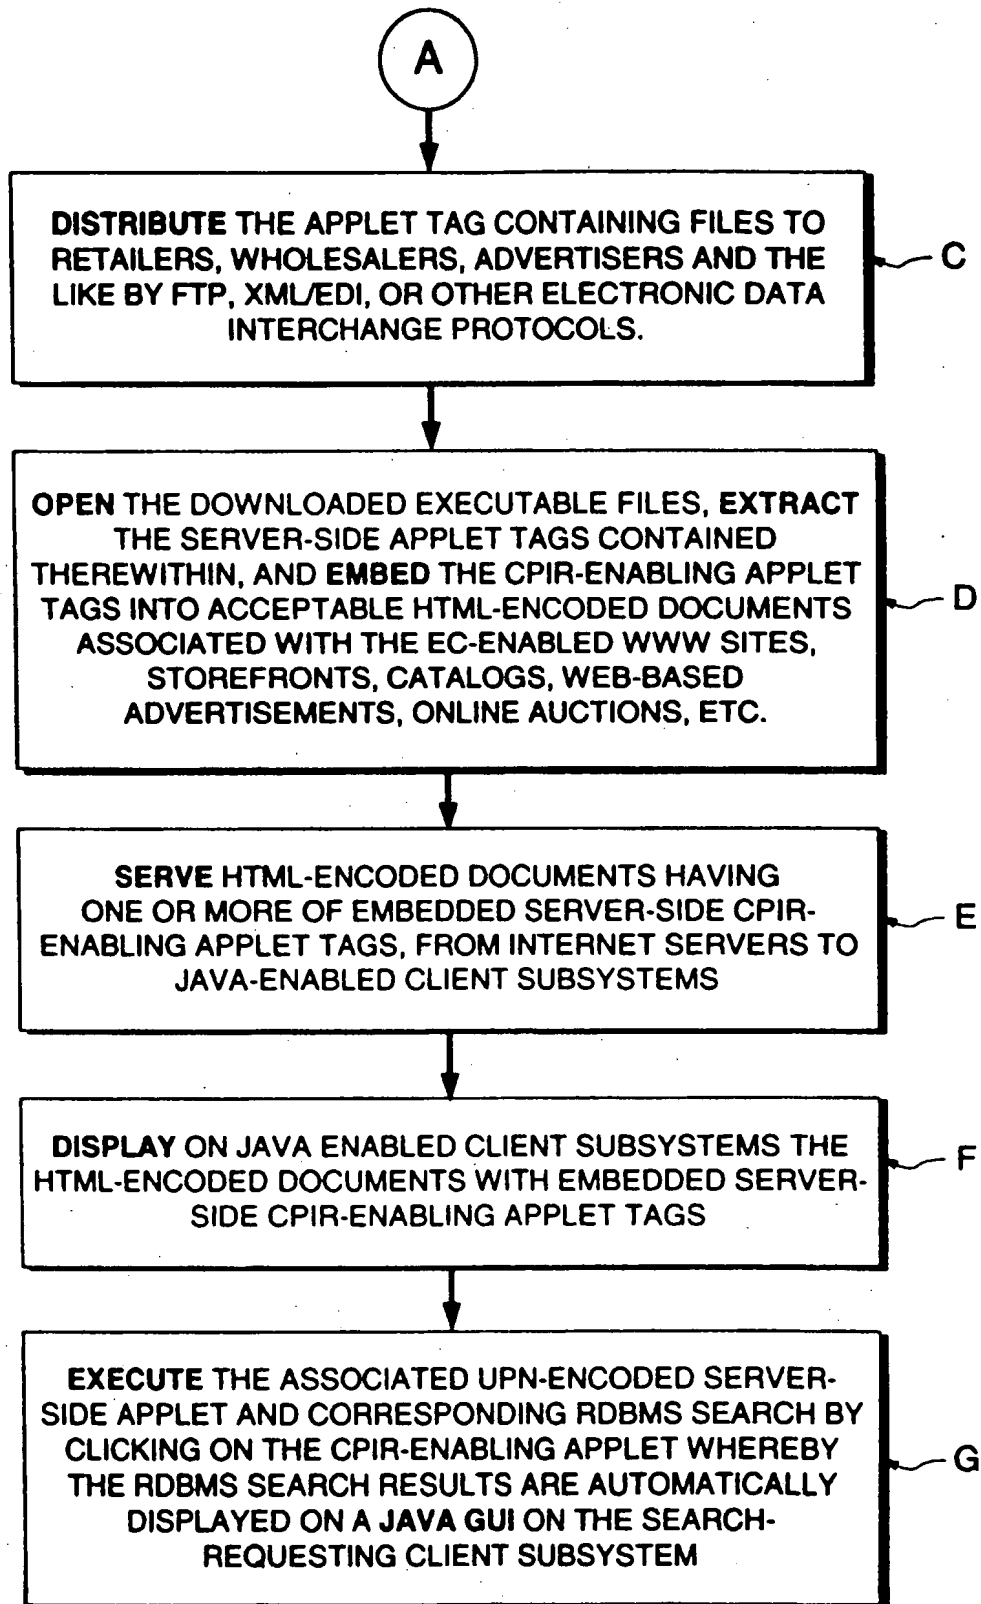 A
DISTRIBUTE THE APPLET TAG CONTAINING FILES TO
RETAILERS, WHOLESALERS, ADVERTISERS AND THE
LIKE BY FTP, XML/EDI, OR OTHER ELECTRONIC DATA
INTERCHANGE PROTOCOLS.
C
OPEN THE DOWNLOADED EXECUTABLE FILES, EXTRACT
THE SERVER-SIDE APPLET TAGS CONTAINED
THEREWITHIN, AND EMBED THE CPIR-ENABLING APPLET
TAGS INTO ACCEPTABLE HTML-ENCODED DOCUMENTS
ASSOCIATED WITH THE EC-ENABLED WWW SITES,
STOREFRONTS, CATALOGS, WEB-BASED
ADVERTISEMENTS, ONLINE AUCTIONS, ETC.
D
SERVE HTML-ENCODED DOCUMENTS HAVING
ONE OR MORE OF EMBEDDED SERVER-SIDE CPIR-
ENABLING APPLET TAGS, FROM INTERNET SERVERS TO
JAVA-ENABLED CLIENT SUBSYSTEMS
E
DISPLAY ON JAVA ENABLED CLIENT SUBSYSTEMS THE
HTML-ENCODED DOCUMENTS WITH EMBEDDED SERVER-
SIDE CPIR-ENABLING APPLET TAGS
F
EXECUTE THE ASSOCIATED UPN-ENCODED SERVER-
SIDE APPLET AND CORRESPONDING RDBMS SEARCH BY
CLICKING ON THE CPIR-ENABLING APPLET WHEREBY
THE RDBMS SEARCH RESULTS ARE AUTOMATICALLY
DISPLAYED ON A JAVA GUI ON THE SEARCH-
REQUESTING CLIENT SUBSYSTEM
G